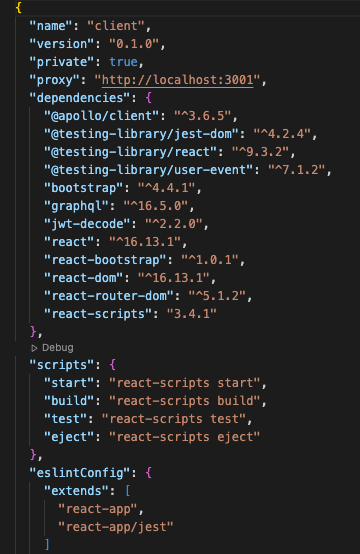 {
"name": "client",
"version": "0.1.0",
"private": true,
"proxy": "http://localhost:3001",
"dependencies": {
"@apollo/client": "^3.6.5",
"@testing-library/jest-dom": "^4.2.4",
"@testing-library/react": "^9.3.2",
"@testing-library/user-event": "^7.1.2",
"bootstrap": "^4.4.1",
"graphql": "^16.5.0",
"jwt-decode": "^2.2.0",
"react": "^16.13.1",
"react-bootstrap": "^1.0.1",
"react-dom": "^16.13.1",
"react-router-dom": "^5.1.2",
"react-scripts": "3.4.1"
},
Debug
"scripts": {
"start": "react-scripts start",
"build": "react-scripts build",
"test": "react-scripts test",
"eject": "react-scripts eject"
},
"eslintConfig": {
"extends": [
"react-app",
"react-app/jest"
]